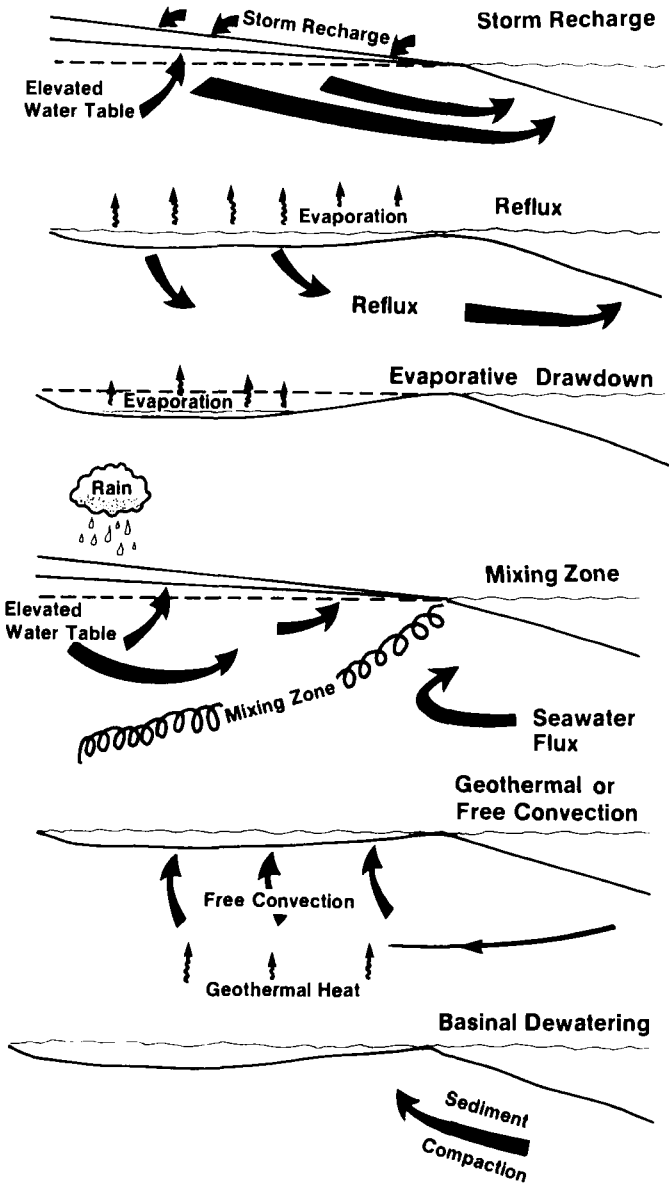 Storm Recharge
Storm Recharge
Elevated
Water Table
Evaporation
Reflux
Reflux
Evaporative Drawdown
Evaporation
Rain
Mixing Zone
Elevated
Water Table
Mixing Zone
Seawater
Flux
Geothermal or
Free Convection
Free Convection
Geothermal Heat
Basinal Dewatering
Sediment
Compaction